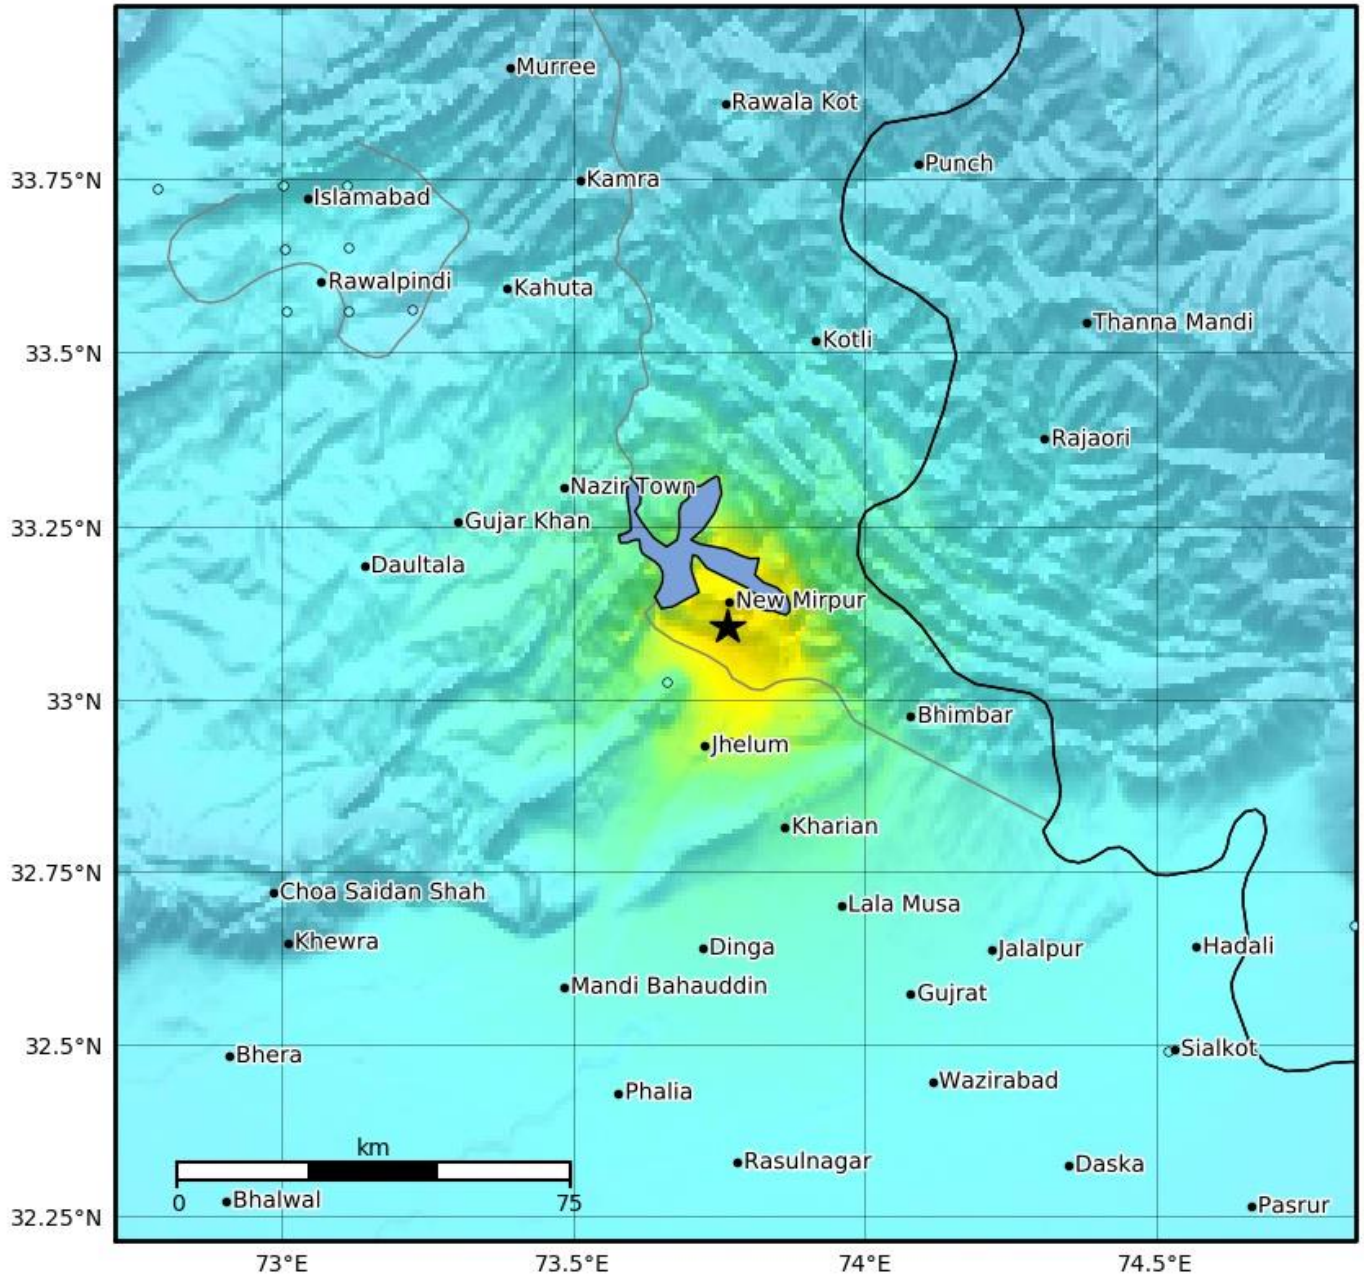 Murree
Rawala Kot
Punch
33.75°N
Kamra
Islamabad
Rawalpindi
Kahuta
Thanna Mandi
33.5°N
Kotli
Rajaori
Nazir Town
33.25°N
Gujar Khan
Daultala
New Mirpur
33°N
Bhimbar
Jhelum
Kharian
32.75°N
Choa Saidan Shah
Lala Musa
Khewra
Dinga
Jalalpur
Hadali
Mandi Bahauddin
Gujrat
32.5°N
Bhera
Sialkot
Phalia
Wazirabad
km
Rasulnagar
Daska
0
75
Bhalwal
Pasrur
32.25°N
73°E
73.5°E
74°E
74.5°E